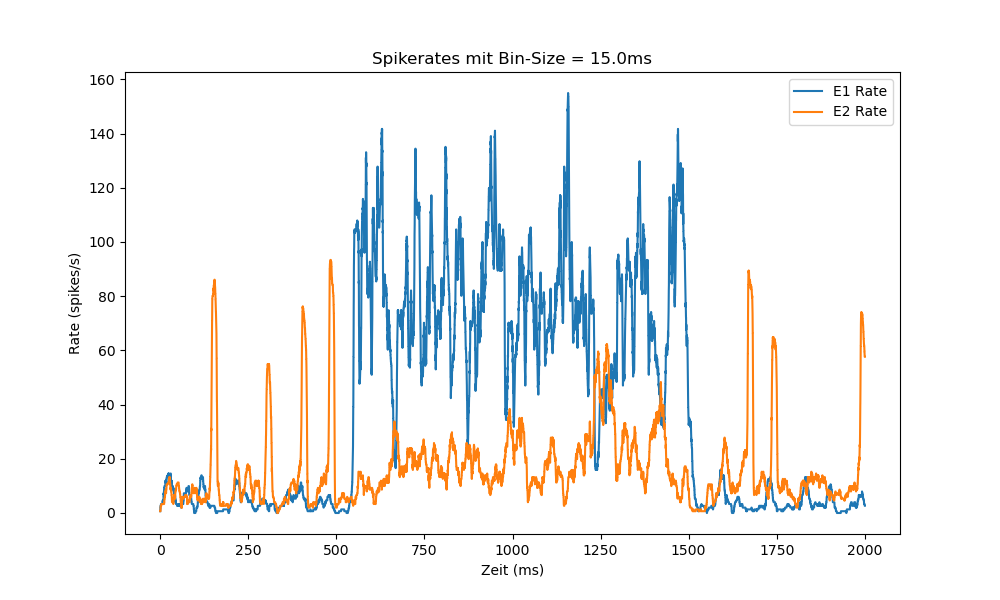 Spikerates mit Bin-Size = 15.0ms
E1 Rate
E2 Rate
160
140
120
100
80
60
40
20
0
Rate (spikes/s)
0 250 500 750 1000 1250 1500 1750 2000
Zeit (ms)